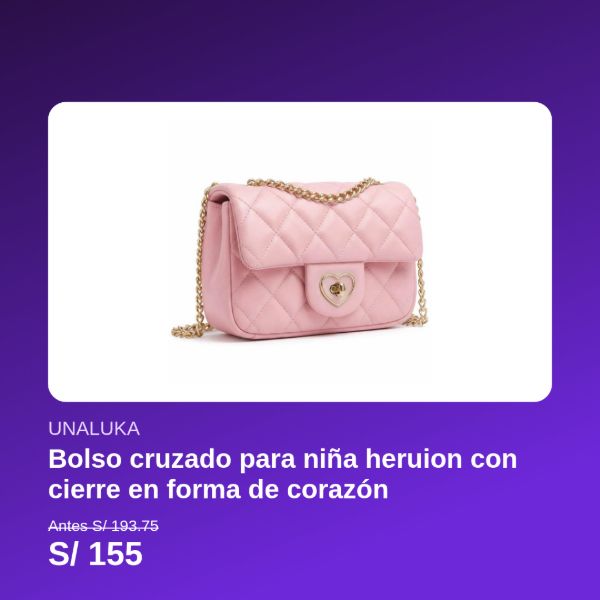 UNALUKA
Bolso cruzado para niña heruion con
cierre en forma de corazón
Antes S/ 193.75
S/ 155